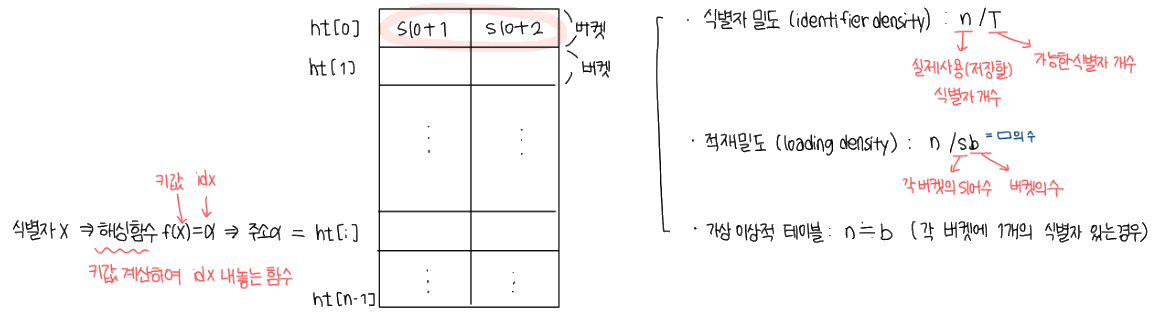 ht[0] slot1 slot2 버켓
ht[1] 버켓
키값 idx
식별자 X ⇒ 해싱함수 f(X)=α ⇒ 주소α = ht[i]
키값 계산하여 idx 내놓는 함수
ht[n-1]
· 식별자 밀도 (identifier density) : n / T
실제사용(저장할) 식별자 개수
가능한 식별자 개수
· 적재밀도 (loading density) : n /sb =□의 수
각 버켓의 slot수 버켓의 수
· 가상 이상적 테이블 : n≒b (각 버켓에 1개의 식별자 있는경우)